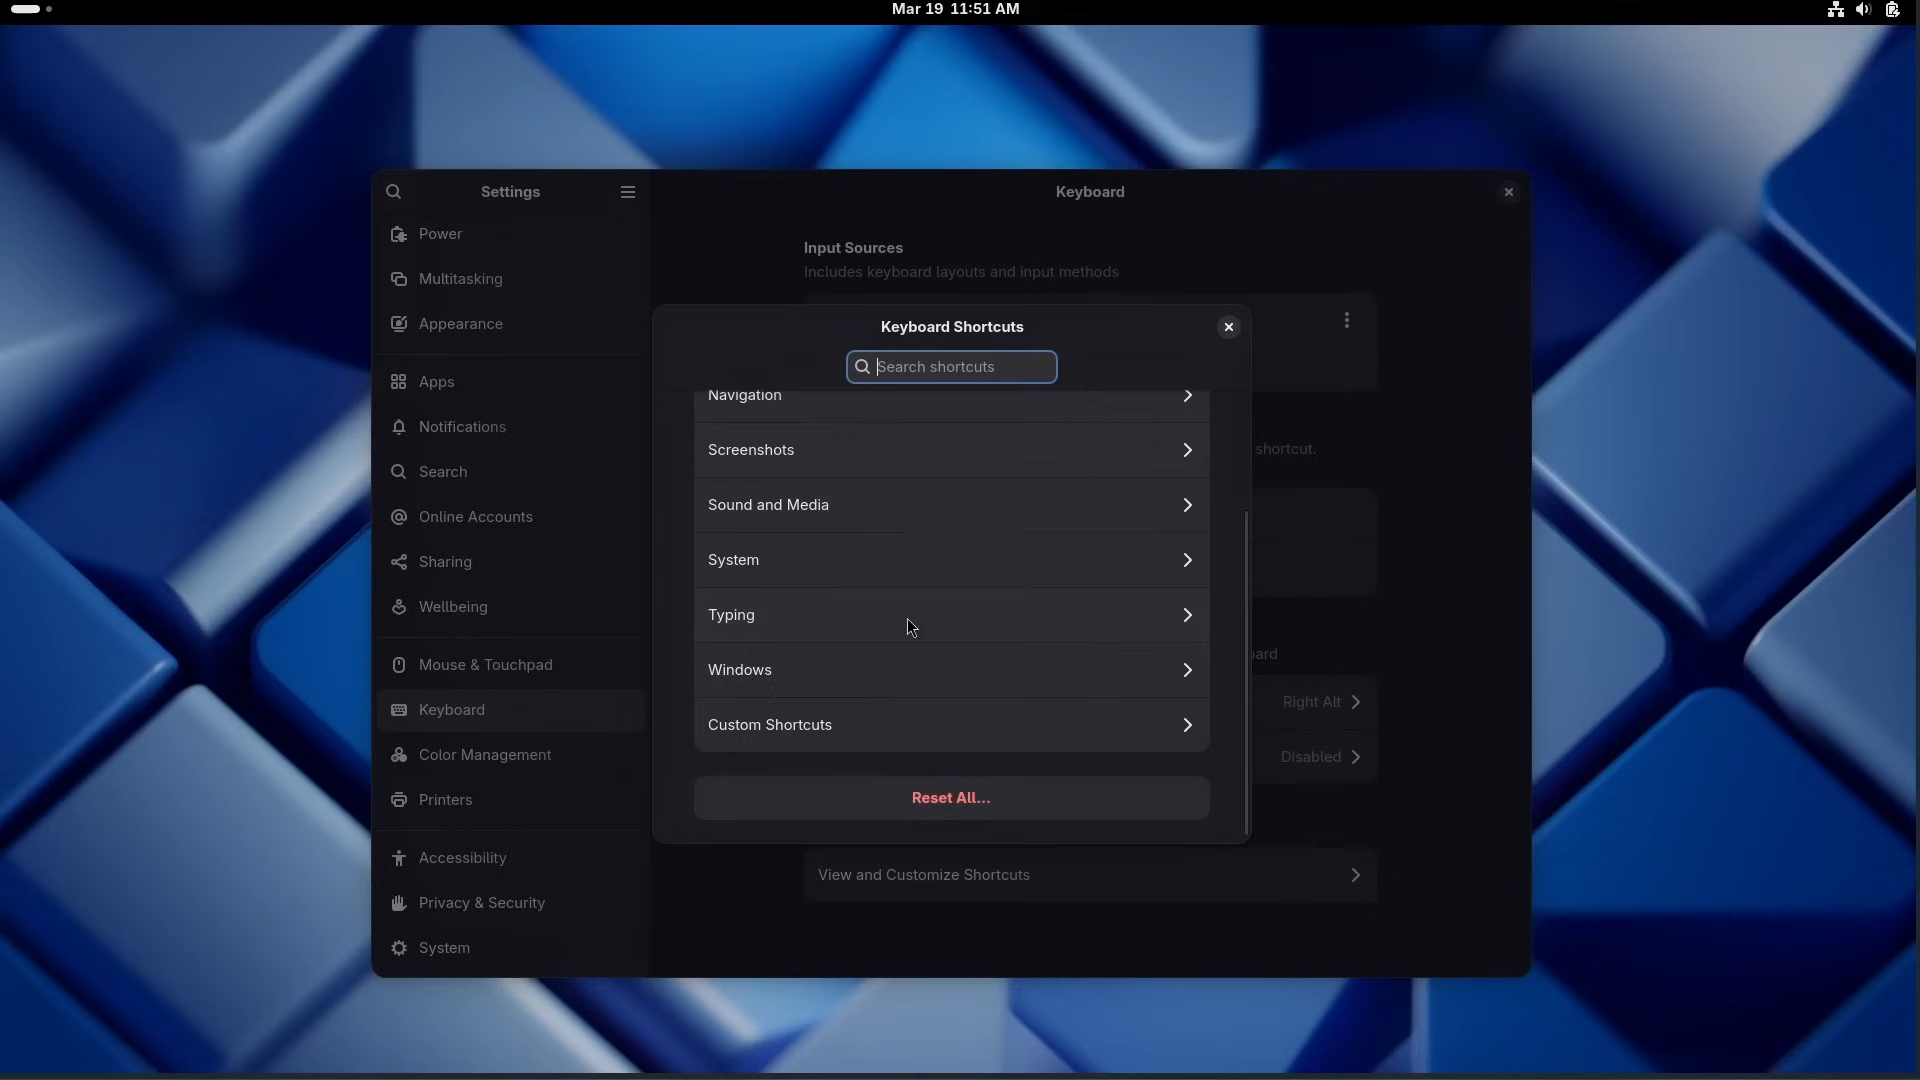 Mar 19 11:51 AM
Settings
Keyboard
Power
Multitasking
Appearance
Apps
Notifications
Search
Online Accounts
Sharing
Wellbeing
Mouse & Touchpad
Keyboard
Color Management
Printers
Accessibility
Privacy & Security
System
Input Sources
Includes keyboard layouts and input methods
shortcut.
Right Alt
Disabled
View and Customize Shortcuts
Keyboard Shortcuts
Search shortcuts
Navigation
Screenshots
Sound and Media
System
Typing
Windows
Custom Shortcuts
Reset All...